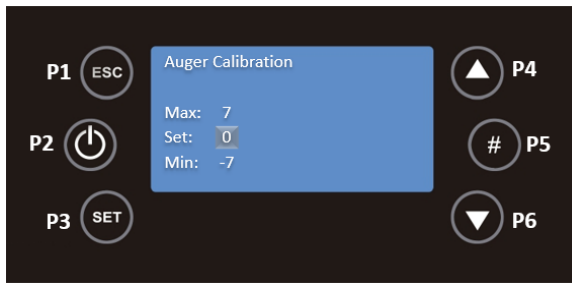 P1 ESC
P2
P3 SET
Auger Calibration
Max: 7
Set: 0
Min: -7
P4
# P5
P6